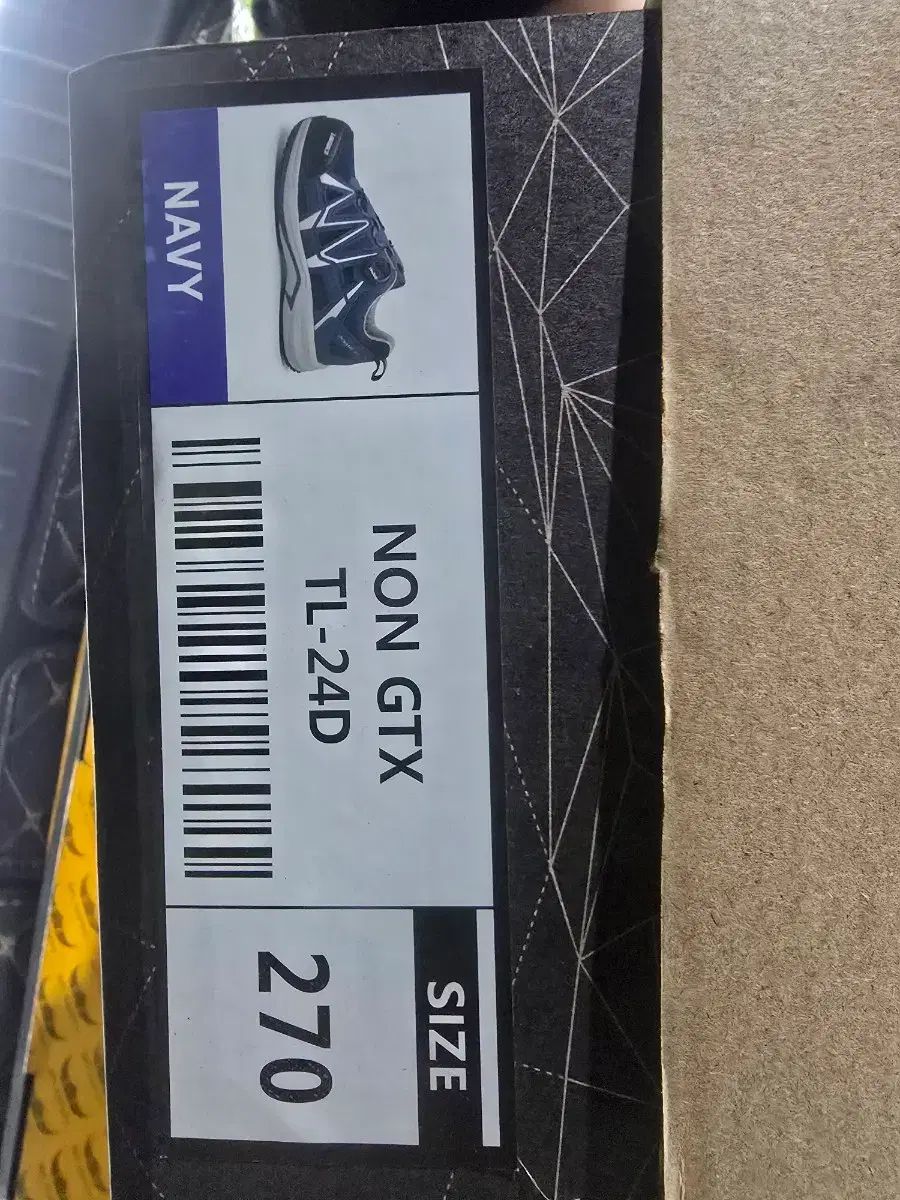 NAVY
NON GTX
TL-24D
SIZE
270